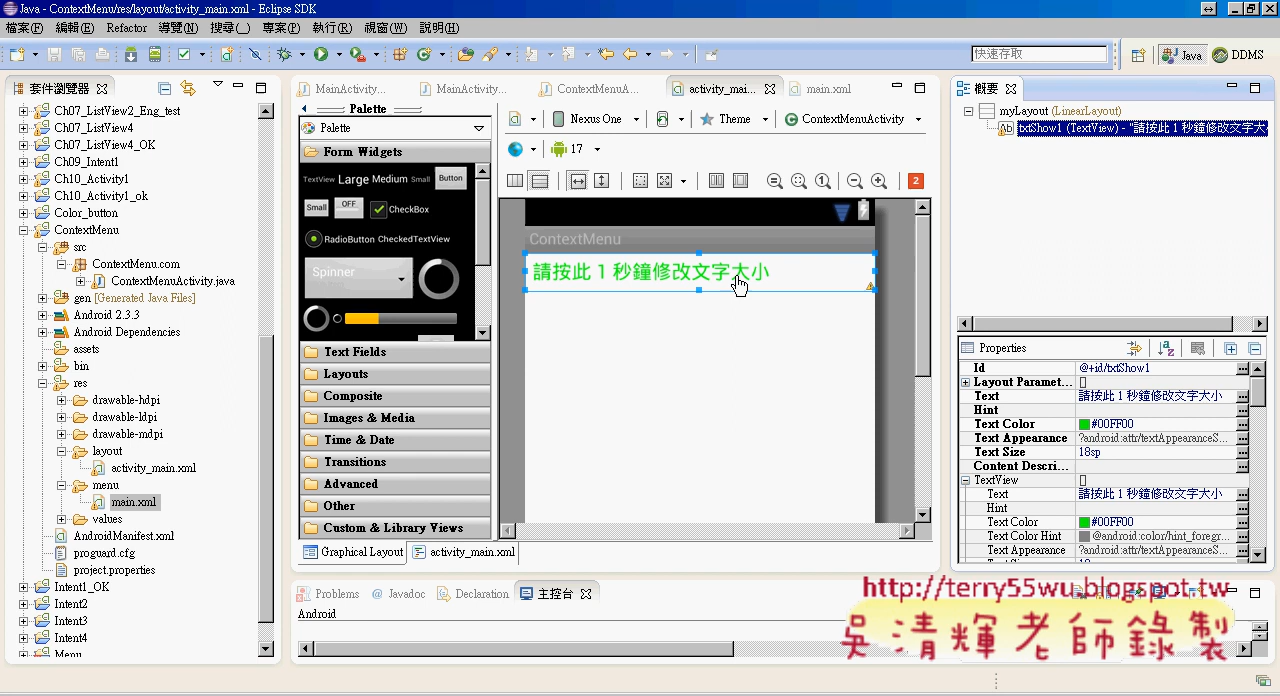 Java - ContextMenu/res/layout/activity_main.xml - Eclipse SDK
檔案(F) 編輯(E) Refactor 導覽(N) 搜尋(_) 專案(P) 執行(R) 視窗(W) 說明(H)
快速存取 Java DDMS
套件瀏覽器
Ch07_ListView2_Eng_test
Ch07_ListView4
Ch07_ListView4_OK
Ch09_Intent1
Ch10_Activity1
Ch10_Activity1_ok
Color_button
ContextMenu
src
ContextMenu.com
ContextMenuActivity.java
gen [Generated Java Files]
Android 2.3.3
Android Dependencies
assets
bin
res
drawable-hdpi
drawable-ldpi
drawable-mdpi
layout
activity_main.xml
menu
main.xml
values
AndroidManifest.xml
proguard.cfg
project.properties
Intent1_OK
Intent2
Intent3
Intent4
Menu
MainActivity... MainActivity... ContextMenuA... activity_mai... main.xml
Palette
Palette
Form Widgets
TextView Large Medium Small Button
Small OFF CheckBox
RadioButton CheckedTextView
Spinner
Text Fields
Layouts
Composite
Images & Media
Time & Date
Transitions
Advanced
Other
Custom & Library Views
Nexus One Theme ContextMenuActivity
17
2
ContextMenu
請按此 1 秒鐘修改文字大小
Graphical Layout activity_main.xml
概要
myLayout (LinearLayout)
txtShow1 (TextView) - "請按此 1 秒鐘修改文字大
Properties
Id @+id/txtShow1
Layout Paramet... []
Text 請按此 1 秒鐘修改文字大小
Hint
Text Color #00FF00
Text Appearance ?android:attr/textAppearanceS...
Text Size 18sp
Content Descri...
TextView []
Text 請按此 1 秒鐘修改文字大小
Hint
Text Color #00FF00
Text Color Hint @android:color/hint_foregr...
Text Appearance ?android:attr/textAppearanceS...
Problems Javadoc Declaration 主控台
Android
http://terry55wu.blogspot.tw
吳清輝老師錄製